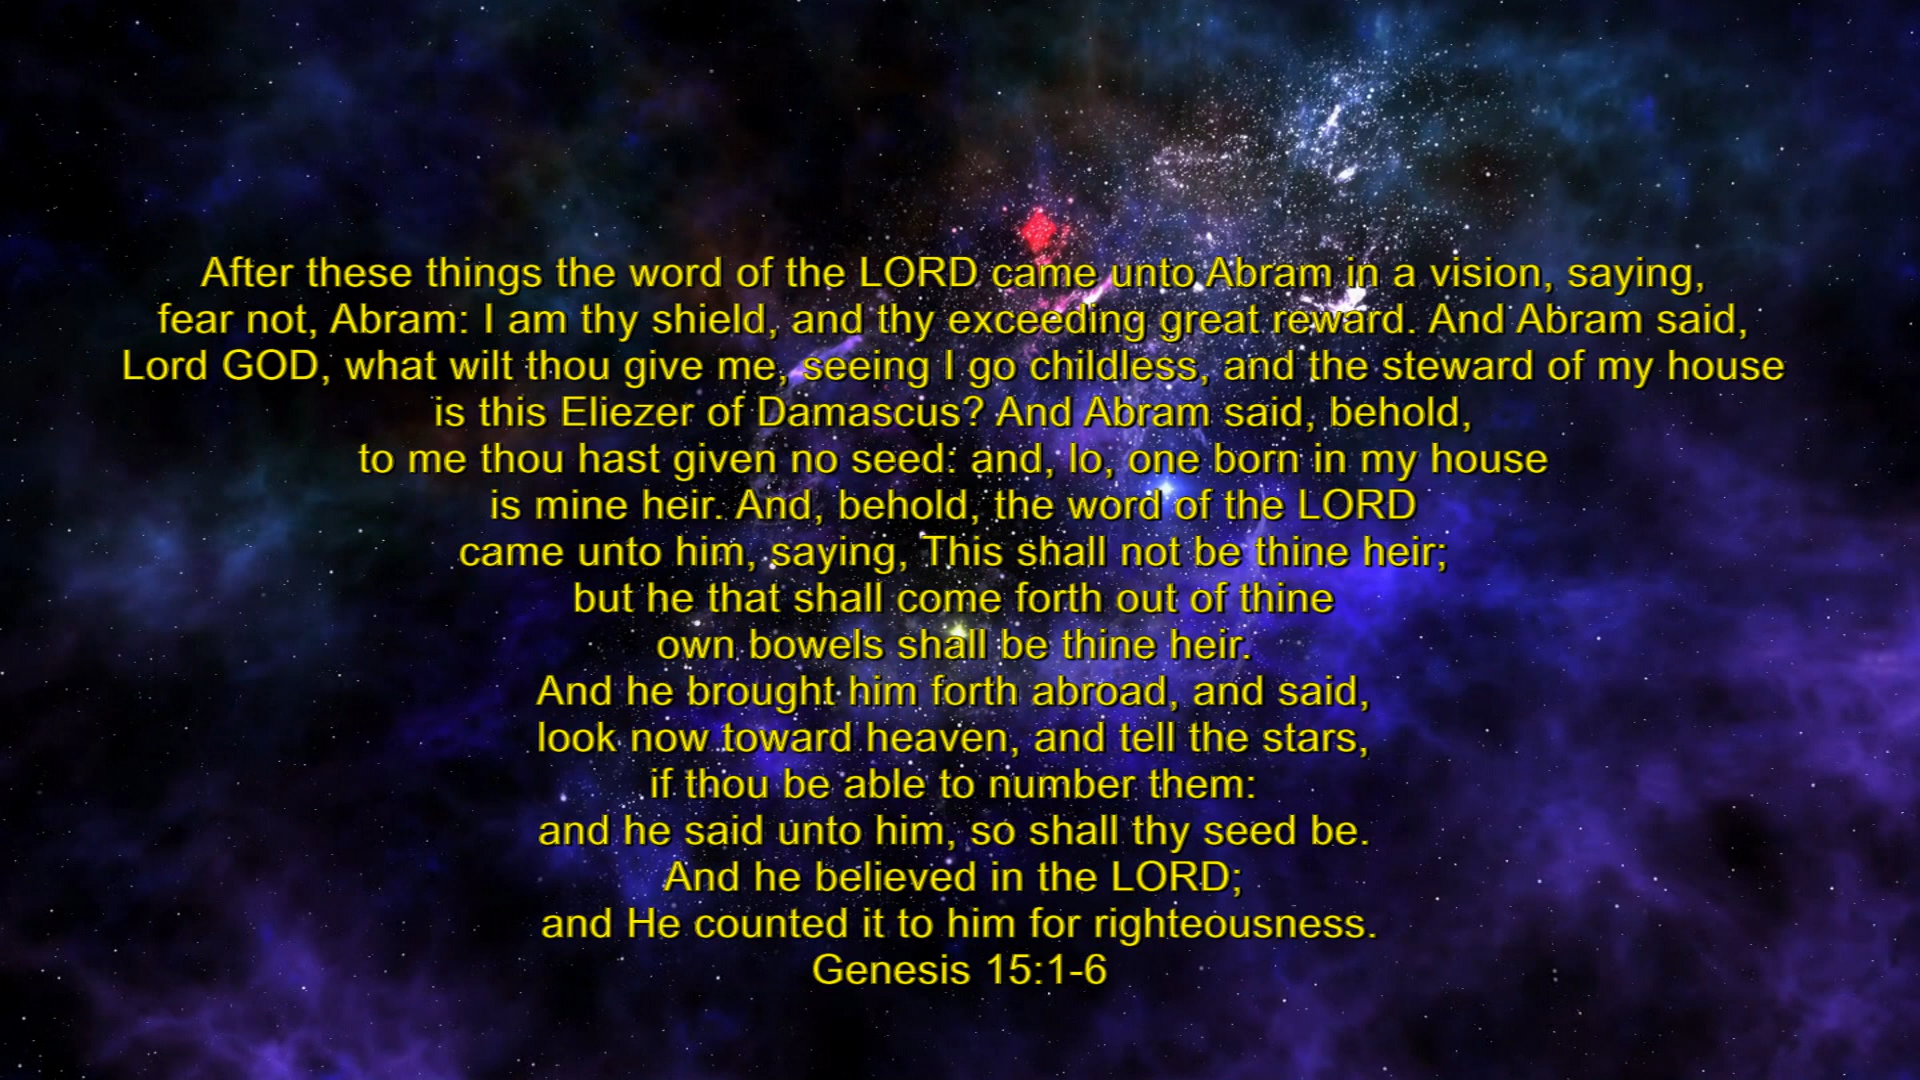 After these things the word of the LORD came unto Abram in a vision, saying,
fear not, Abram: I am thy shield, and thy exceeding great reward. And Abram said,
Lord GOD, what wilt thou give me, seeing I go childless, and the steward of my house
is this Eliezer of Damascus? And Abram said, behold,
to me thou hast given no seed: and, lo, one born in my house
is mine heir. And, behold, the word of the LORD
came unto him, saying, This shall not be thine heir;
but he that shall come forth out of thine
own bowels shall be thine heir.
And he brought him forth abroad, and said,
look now toward heaven, and tell the stars,
if thou be able to number them:
and he said unto him, so shall thy seed be.
And he believed in the LORD;
and He counted it to him for righteousness.
Genesis 15:1-6